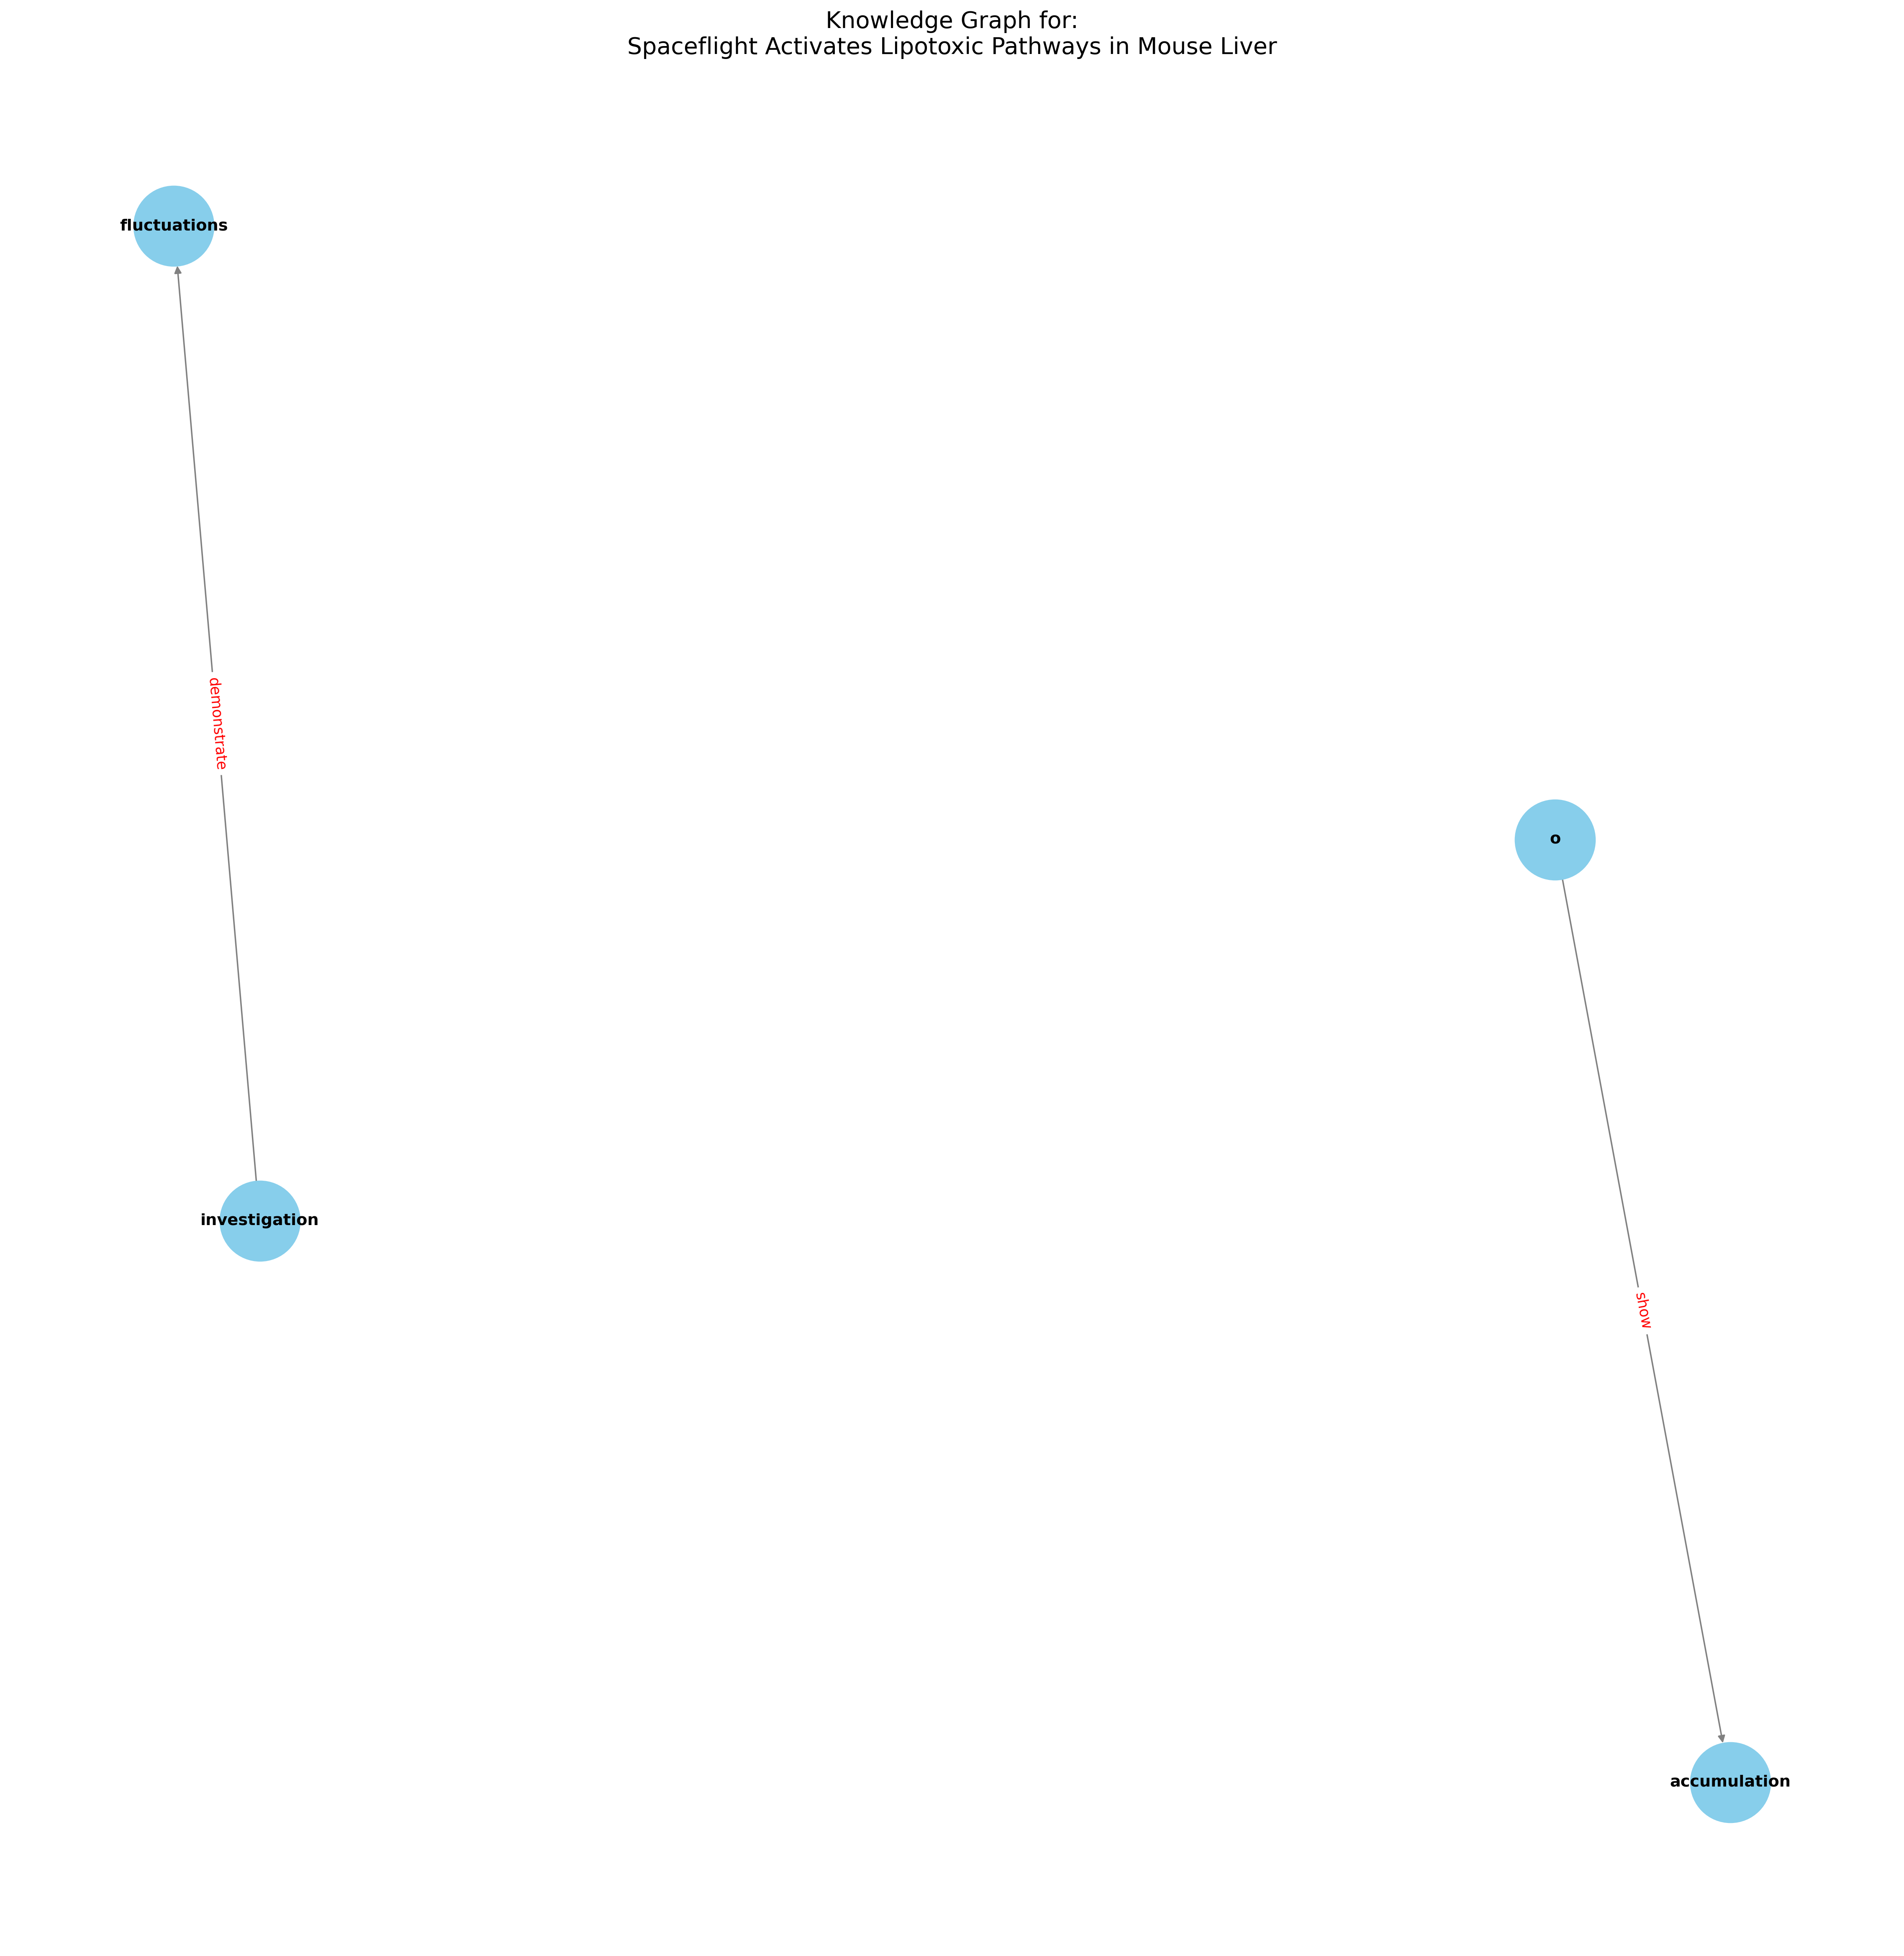 Knowledge Graph for:
Spaceflight Activates Lipotoxic Pathways in Mouse Liver
fluctuations
demonstrate
o
investigation
show
accumulation